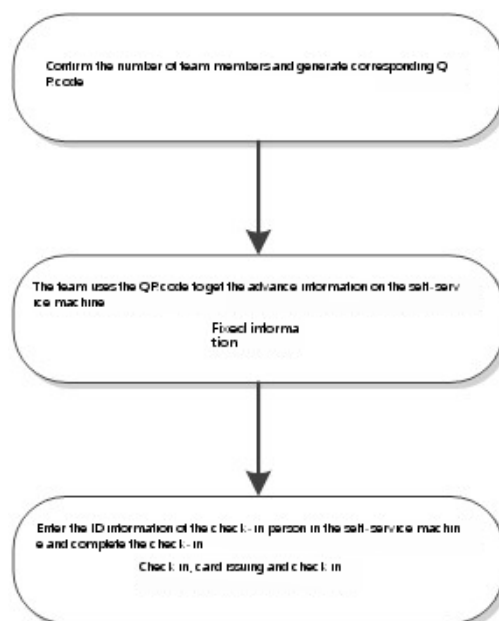 Confirm the number of team members and generate corresponding Q
R code
The team uses the QR code to get the advance information on the self-serv
ice machine
Fixed informa
tion
Enter the ID information of the check-in person in the self-service machin
e and complete the check-in
Check in, card issuing and check in